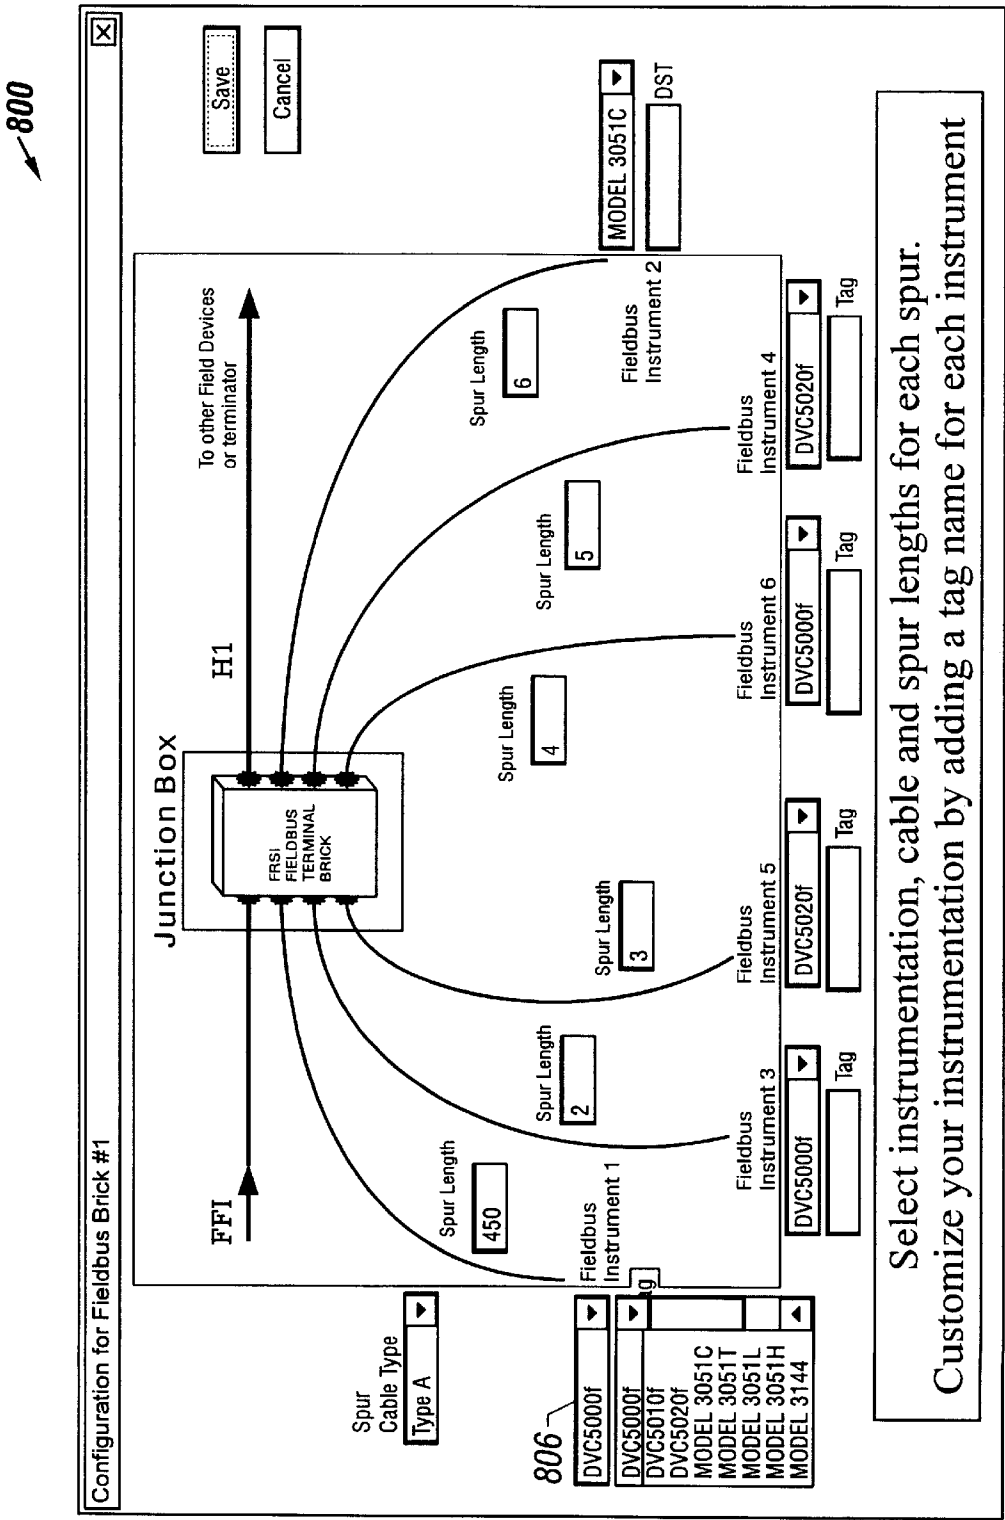 800
Configuration for Fieldbus Brick #1
Save
Cancel
Junction Box
FFI
H1
To other Field Devices
or terminator
FRSI
FIELDBUS
TERMINAL
BRICK
Spur
Cable Type
Type A
Spur Length
450
Spur Length
2
Spur Length
3
Spur Length
4
Spur Length
5
Spur Length
6
806
DVC5000f
ag
DVC5000f
DVC5010f
DVC5020f
MODEL 3051C
MODEL 3051T
MODEL 3051L
MODEL 3051H
MODEL 3144
Fieldbus
Instrument 1
Fieldbus
Instrument 3
DVC5000f
Tag
Fieldbus
Instrument 5
DVC5020f
Tag
Fieldbus
Instrument 6
DVC5000f
Tag
Fieldbus
Instrument 4
DVC5020f
Tag
Fieldbus
Instrument 2
MODEL 3051C
DST
Select instrumentation, cable and spur lengths for each spur.
Customize your instrumentation by adding a tag name for each instrument